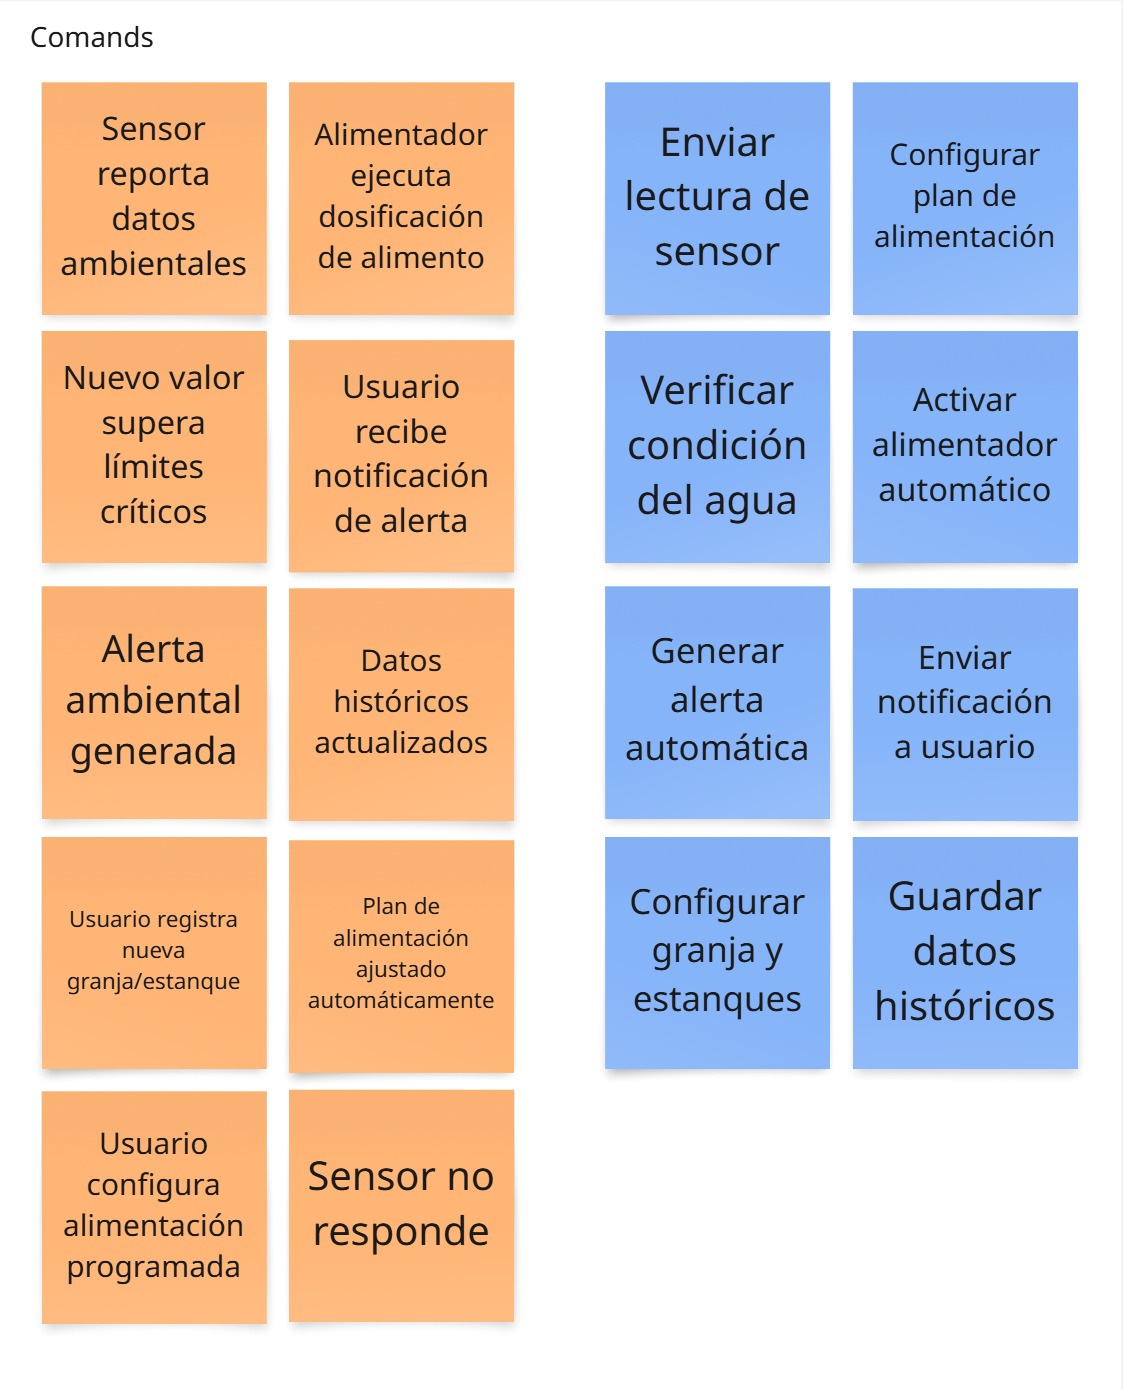 Comands
Sensor
reporta
datos
ambientales
Alimentador
ejecuta
dosificación
de alimento
Enviar
lectura de
sensor
Configurar
plan de
alimentación
Nuevo valor
supera
límites
críticos
Usuario
recibe
notificación
de alerta
Verificar
condición
del agua
Activar
alimentador
automático
Alerta
ambiental
generada
Datos
históricos
actualizados
Generar
alerta
automática
Enviar
notificación
a usuario
Usuario registra
nueva
granja/estanque
Plan de
alimentación
ajustado
automáticamente
Configurar
granja y
estanques
Guardar
datos
históricos
Usuario
configura
alimentación
programada
Sensor no
responde